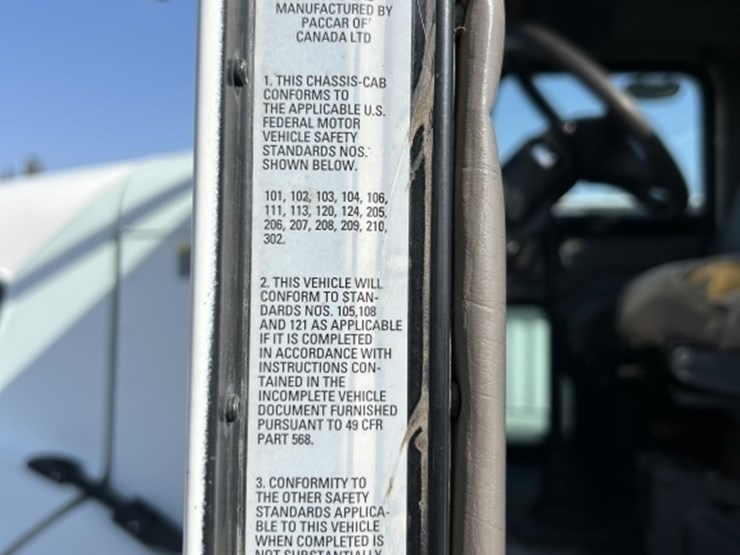 MANUFACTURED BY
PACCAR OF
CANADA LTD
1. THIS CHASSIS-CAB
CONFORMS TO
THE APPLICABLE U.S.
FEDERAL MOTOR
VEHICLE SAFETY
STANDARDS NOS.
SHOWN BELOW.
101, 102, 103, 104, 106,
111, 113, 120, 124, 205,
206, 207, 208, 209, 210,
302.
2. THIS VEHICLE WILL
CONFORM TO STAN-
DARDS NOS. 105,108
AND 121 AS APPLICABLE
IF IT IS COMPLETED
IN ACCORDANCE WITH
INSTRUCTIONS CON-
TAINED IN THE
INCOMPLETE VEHICLE
DOCUMENT FURNISHED
PURSUANT TO 49 CFR
PART 568.
3. CONFORMITY TO
THE OTHER SAFETY
STANDARDS APPLICA-
BLE TO THIS VEHICLE
WHEN COMPLETED IS
NOT SUBSTANTIALLY